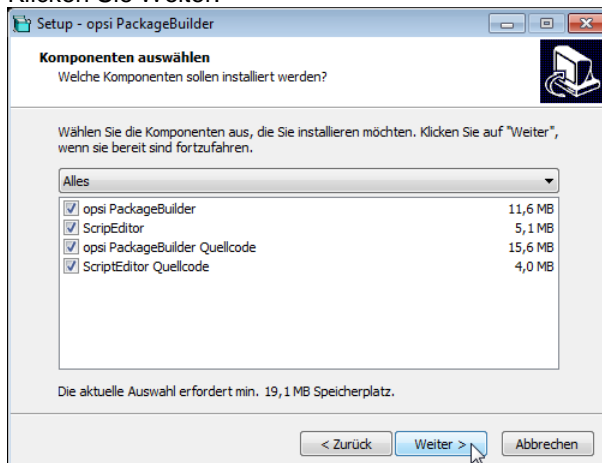 Klicken Sie Weiter.
Setup - opsi PackageBuilder
Komponenten auswählen
Welche Komponenten sollen installiert werden?
Wählen Sie die Komponenten aus, die Sie installieren möchten. Klicken Sie auf "Weiter",
wenn sie bereit sind fortzufahren.
Alles
opsi PackageBuilder 11,6 MB
ScripEditor 5,1 MB
opsi PackageBuilder Quellcode 15,6 MB
ScriptEditor Quellcode 4,0 MB
Die aktuelle Auswahl erfordert min. 19,1 MB Speicherplatz.
< Zurück Weiter > Abbrechen